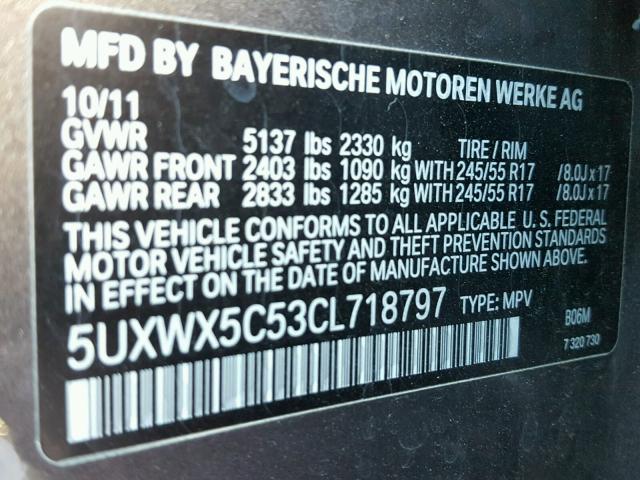 MFD BY BAYERISCHE MOTOREN WERKE AG
10/11
GVWR 5137 lbs 2330 kg TIRE / RIM
GAWR FRONT 2403 lbs 1090 kg WITH 245/55 R17 /8.0J x 17
GAWR REAR 2833 lbs 1285 kg WITH 245/55 R17 /8.0J x 17
THIS VEHICLE CONFORMS TO ALL APPLICABLE U. S. FEDERAL
MOTOR VEHICLE SAFETY AND THEFT PREVENTION STANDARDS
IN EFFECT ON THE DATE OF MANUFACTURE SHOWN ABOVE.
5UXWX5C53CL718797 TYPE: MPV B06M
7 320 730